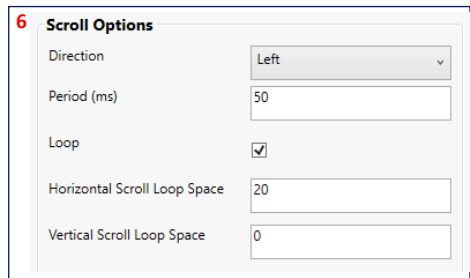 6 Scroll Options
Direction Left
Period (ms) 50
Loop
Horizontal Scroll Loop Space 20
Vertical Scroll Loop Space 0